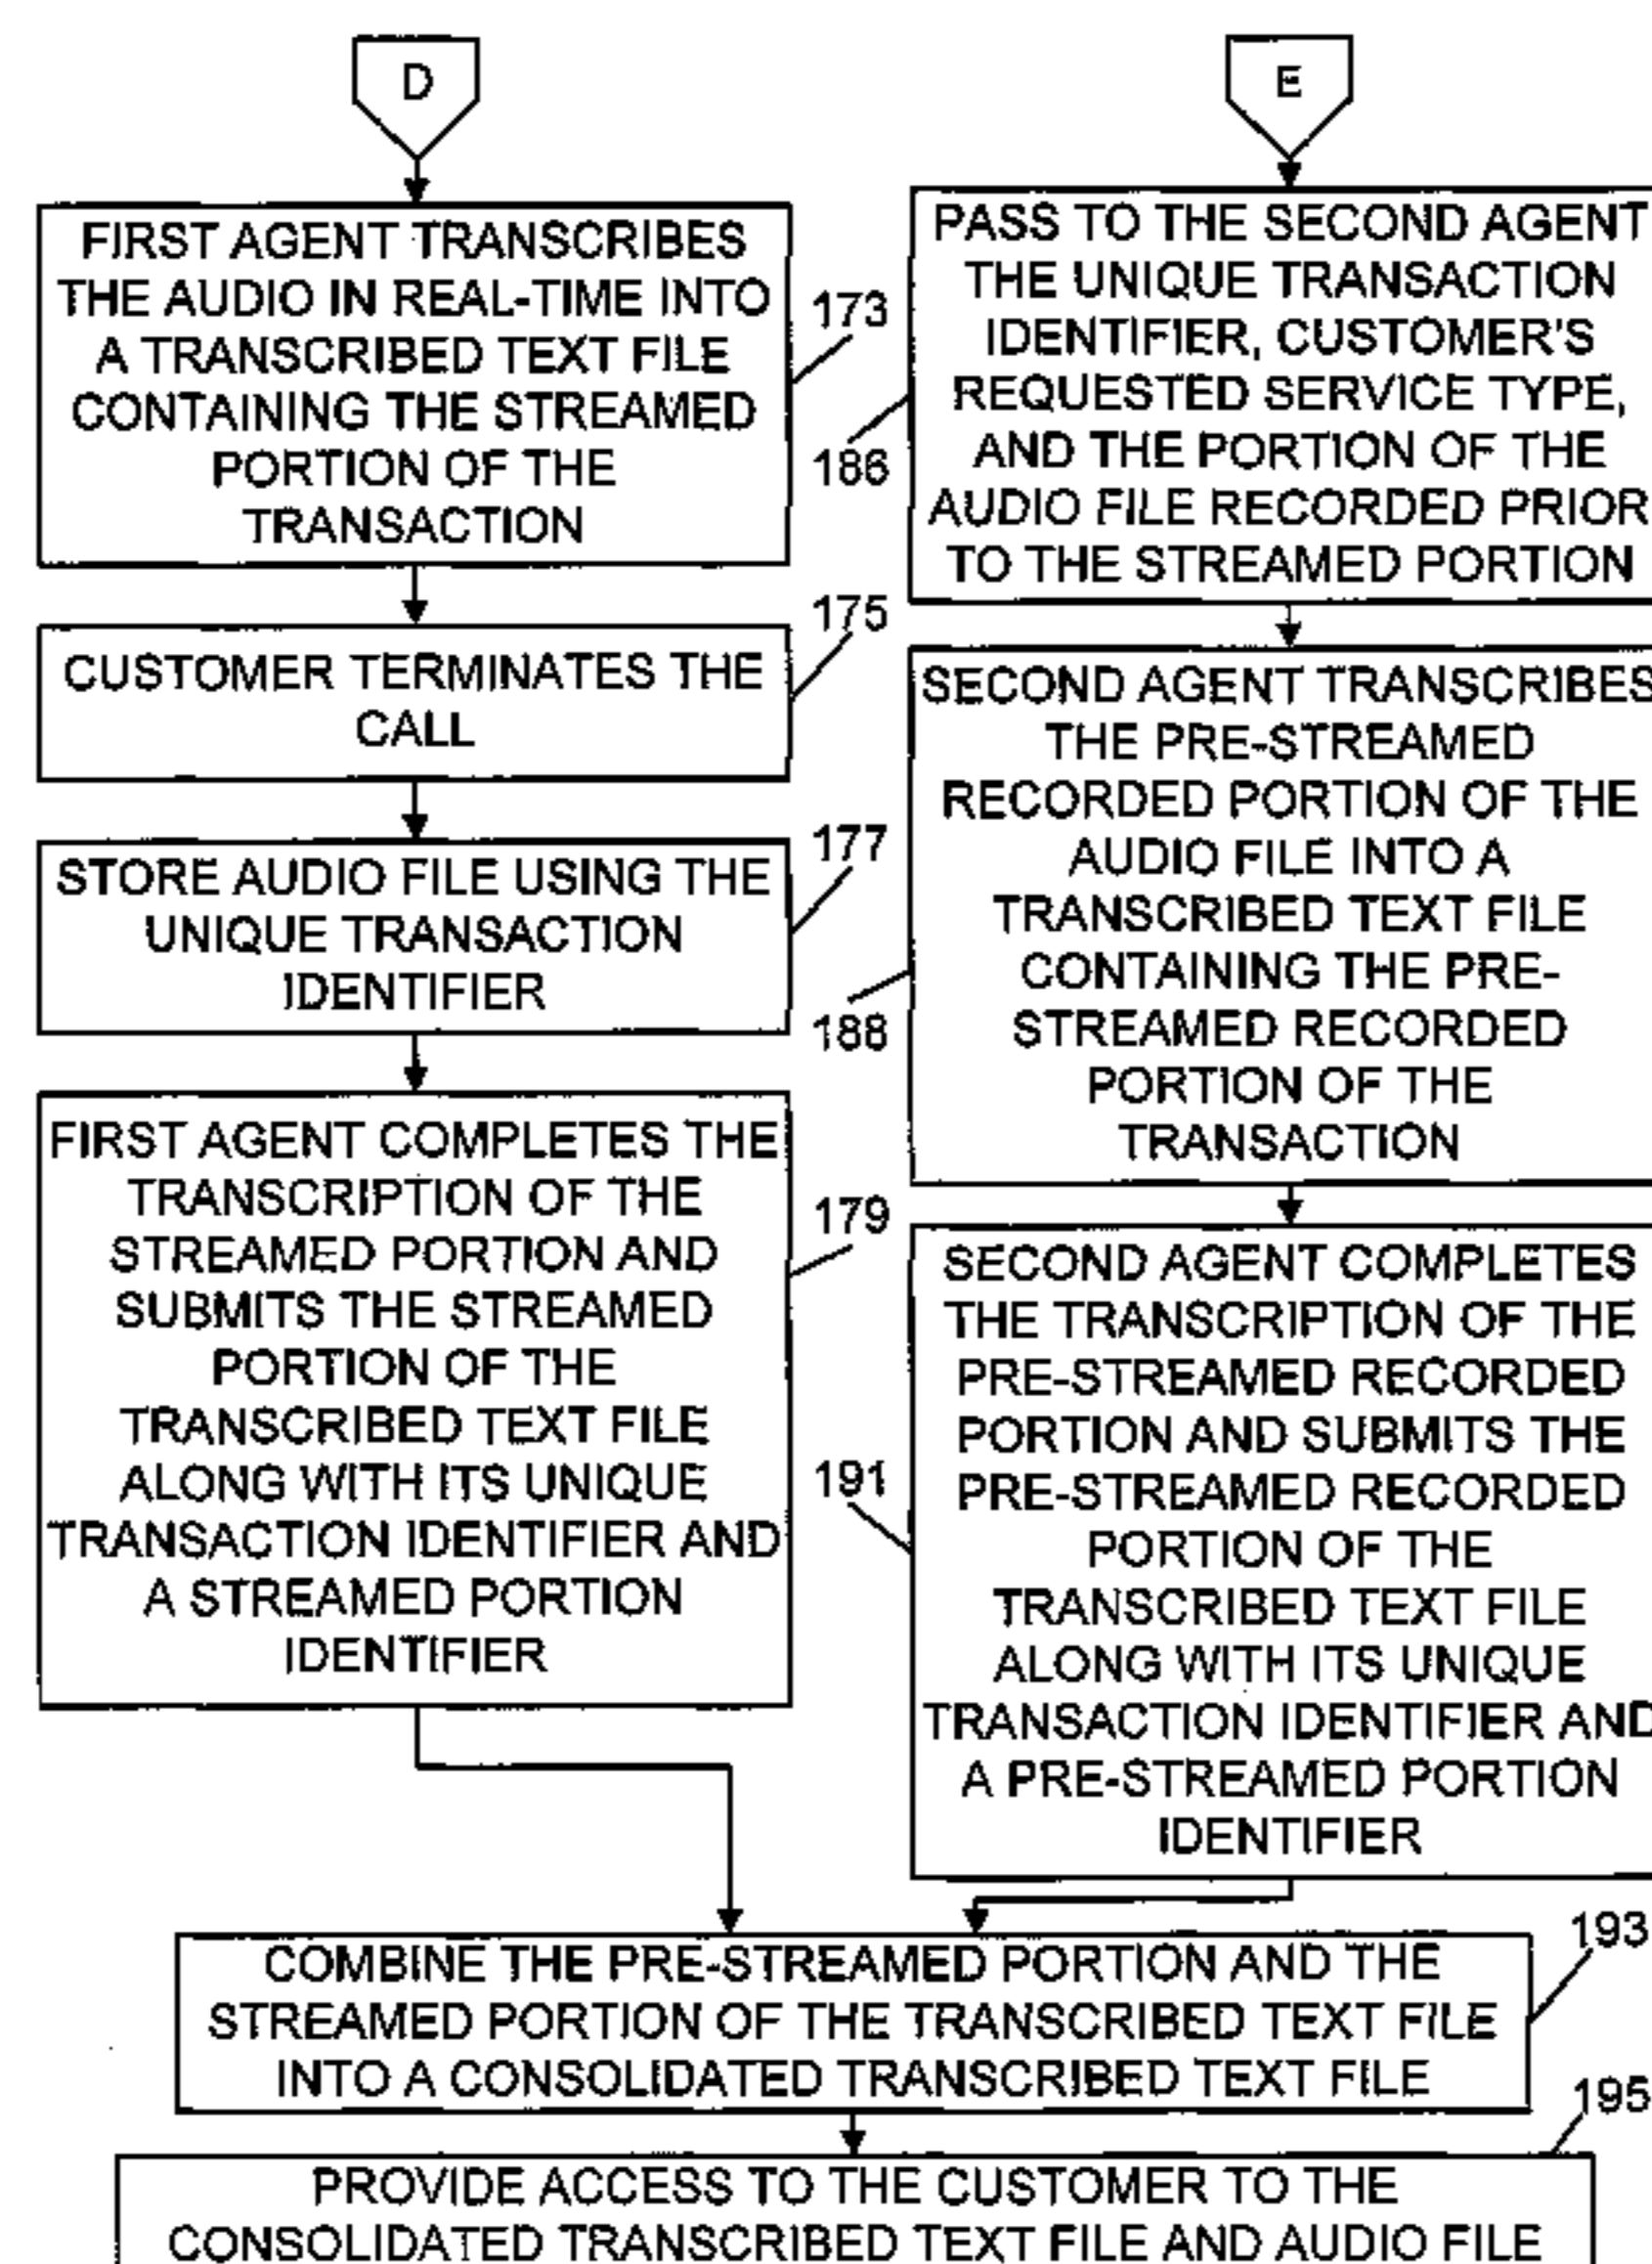 D
FIRST AGENT TRANSCRIBES
THE AUDIO IN REAL-TIME INTO
A TRANSCRIBED TEXT FILE
CONTAINING THE STREAMED
PORTION OF THE
TRANSACTION
173
CUSTOMER TERMINATES THE
CALL
175
STORE AUDIO FILE USING THE
UNIQUE TRANSACTION
IDENTIFIER
177
FIRST AGENT COMPLETES THE
TRANSCRIPTION OF THE
STREAMED PORTION AND
SUBMITS THE STREAMED
PORTION OF THE
TRANSCRIBED TEXT FILE
ALONG WITH ITS UNIQUE
TRANSACTION IDENTIFIER AND
A STREAMED PORTION
IDENTIFIER
179
E
PASS TO THE SECOND AGENT
THE UNIQUE TRANSACTION
IDENTIFIER, CUSTOMER'S
REQUESTED SERVICE TYPE,
AND THE PORTION OF THE
AUDIO FILE RECORDED PRIOR
TO THE STREAMED PORTION
186
SECOND AGENT TRANSCRIBES
THE PRE-STREAMED
RECORDED PORTION OF THE
AUDIO FILE INTO A
TRANSCRIBED TEXT FILE
CONTAINING THE PRE-
STREAMED RECORDED
PORTION OF THE
TRANSACTION
188
SECOND AGENT COMPLETES
THE TRANSCRIPTION OF THE
PRE-STREAMED RECORDED
PORTION AND SUBMITS THE
PRE-STREAMED RECORDED
PORTION OF THE
TRANSCRIBED TEXT FILE
ALONG WITH ITS UNIQUE
TRANSACTION IDENTIFIER AND
A PRE-STREAMED PORTION
IDENTIFIER
191
COMBINE THE PRE-STREAMED PORTION AND THE
STREAMED PORTION OF THE TRANSCRIBED TEXT FILE
INTO A CONSOLIDATED TRANSCRIBED TEXT FILE
193
PROVIDE ACCESS TO THE CUSTOMER TO THE
CONSOLIDATED TRANSCRIBED TEXT FILE AND AUDIO FILE
195